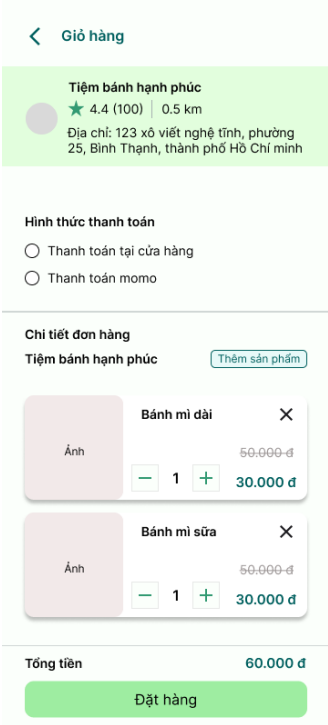 Giỏ hàng
Tiệm bánh hạnh phúc
4.4 (100) | 0.5 km
Địa chỉ: 123 xô viết nghệ tĩnh, phường
25, Bình Thạnh, thành phố Hồ Chí minh
Hình thức thanh toán
Thanh toán tại cửa hàng
Thanh toán momo
Chi tiết đơn hàng
Tiệm bánh hạnh phúc
Thêm sản phẩm
Ảnh
Bánh mì dài
50.000 đ
1
30.000 đ
Ảnh
Bánh mì sữa
50.000 đ
1
30.000 đ
Tổng tiền
60.000 đ
Đặt hàng